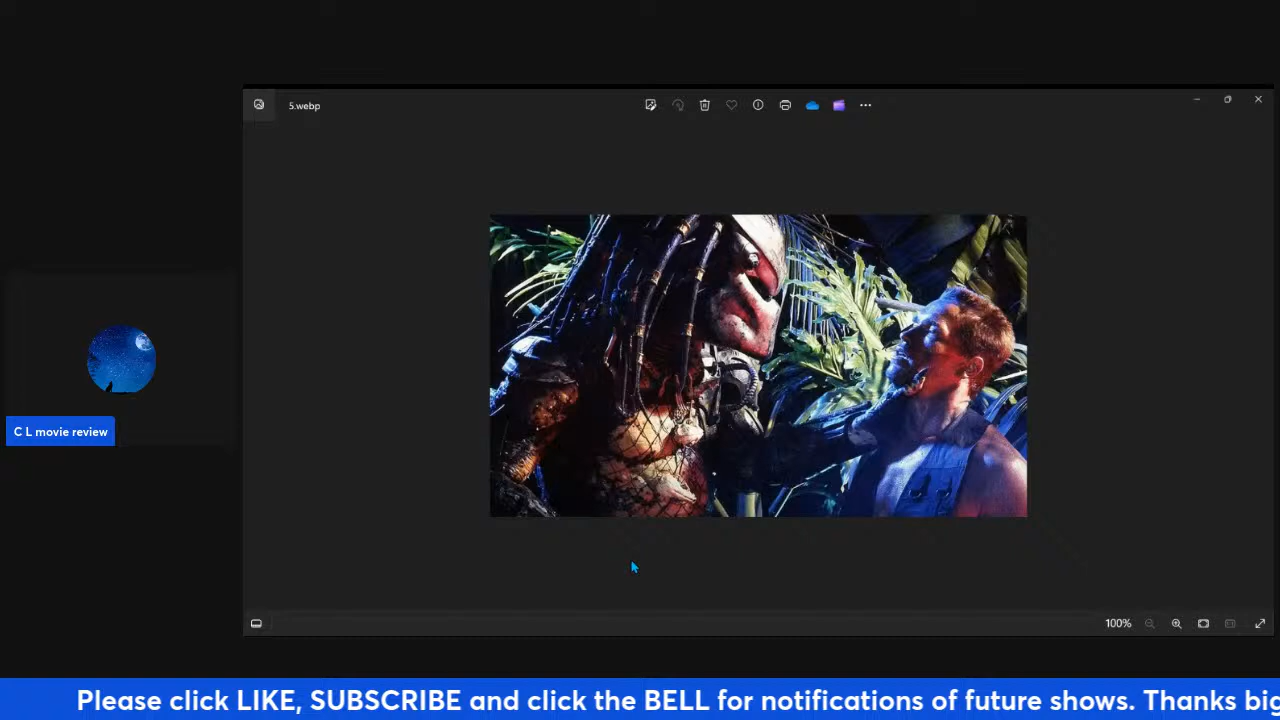 5.webp
C L movie review
100%
Please click LIKE, SUBSCRIBE and click the BELL for notifications of future shows. Thanks big